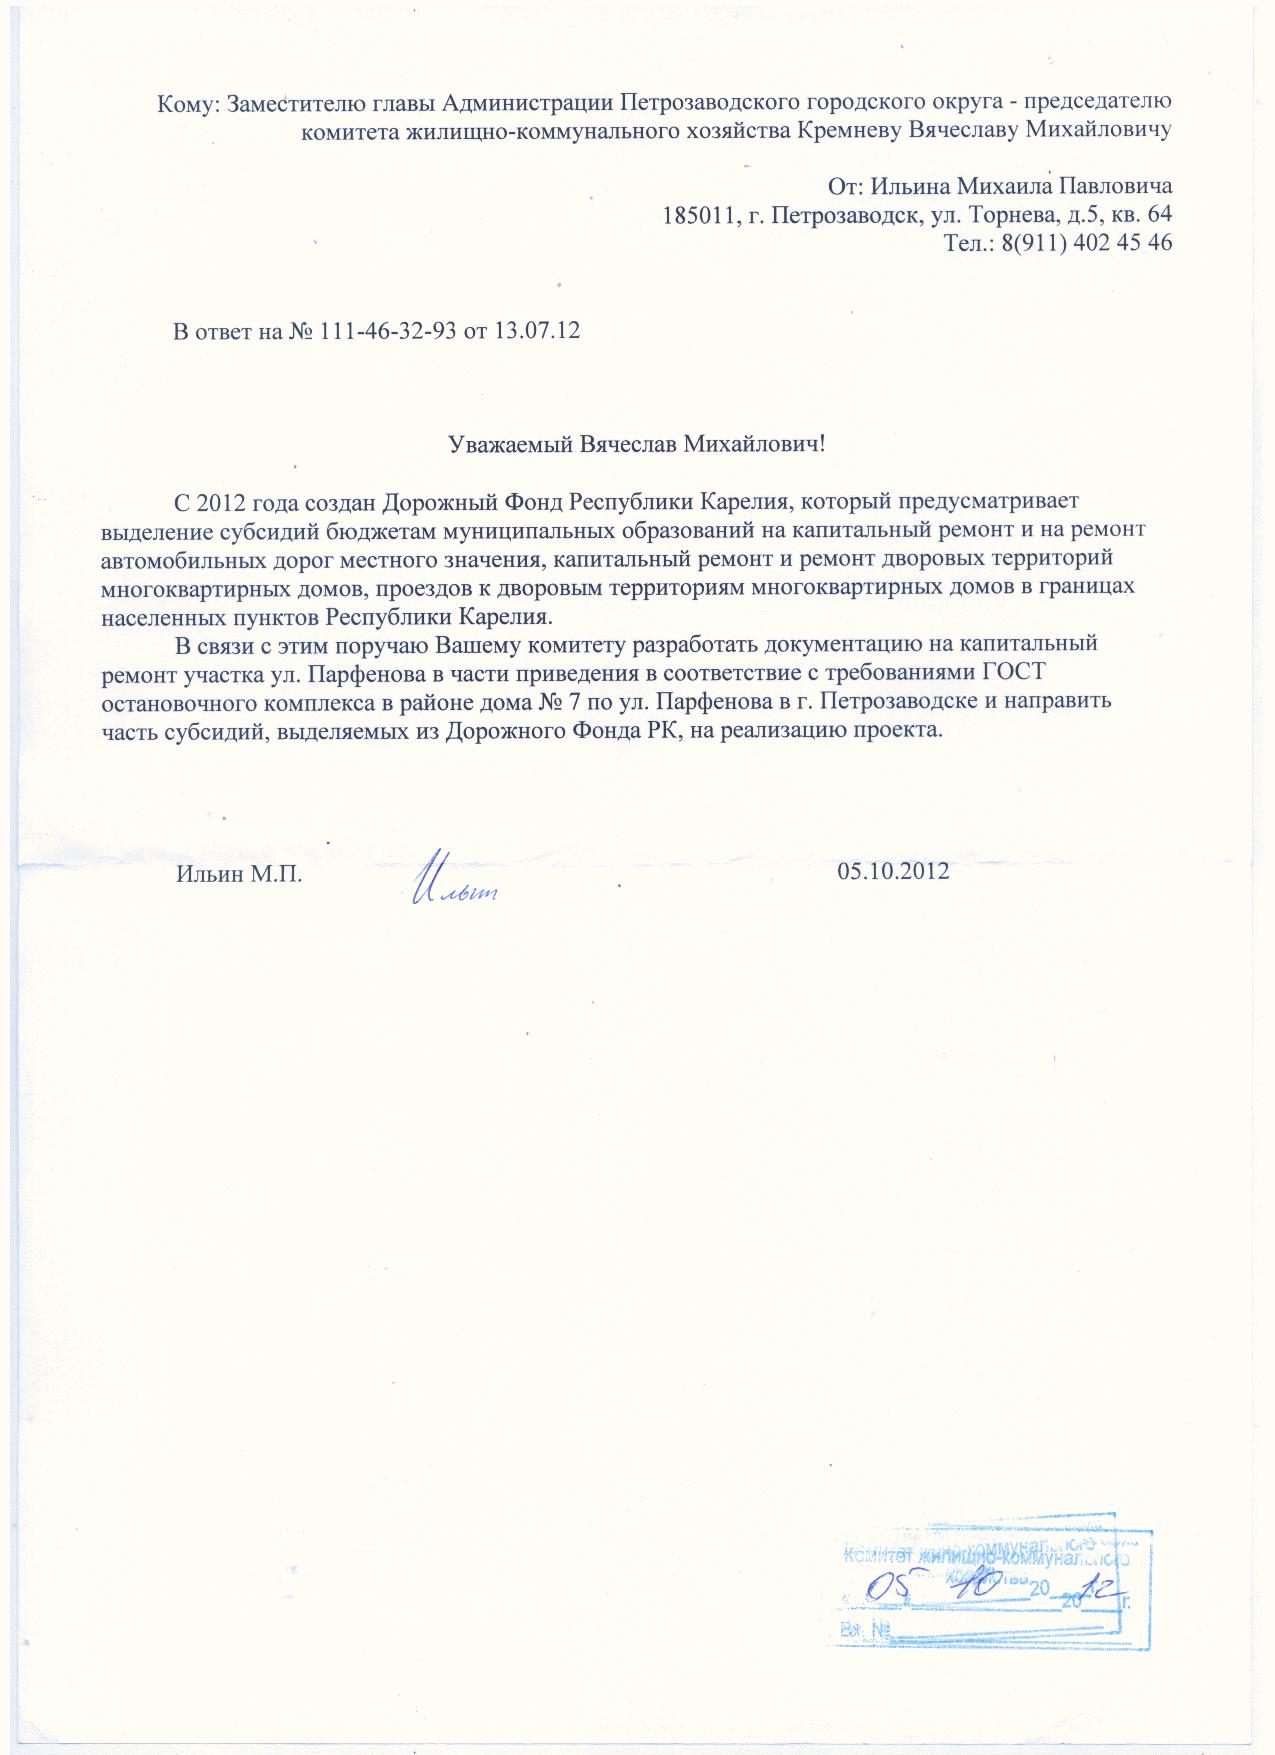 Кому: Заместителю главы Администрации Петрозаводского городского округа - председателю
комитета жилищно-коммунального хозяйства Кремневу Вячеславу Михайловичу
От: Ильина Михаила Павловича
185011, г. Петрозаводск, ул. Торнева, д.5, кв. 64
Тел.: 8(911) 402 45 46
В ответ на № 111-46-32-93 от 13.07.12
Уважаемый Вячеслав Михайлович!
С 2012 года создан Дорожный Фонд Республики Карелия, который предусматривает
выделение субсидий бюджетам муниципальных образований на капитальный ремонт и на ремонт
автомобильных дорог местного значения, капитальный ремонт и ремонт дворовых территорий
многоквартирных домов, проездов к дворовым территориям многоквартирных домов в границах
населенных пунктов Республики Карелия.
В связи с этим поручаю Вашему комитету разработать документацию на капитальный
ремонт участка ул. Парфенова в части приведения в соответствие с требованиями ГОСТ
остановочного комплекса в районе дома № 7 по ул. Парфенова в г. Петрозаводске и направить
часть субсидий, выделяемых из Дорожного Фонда РК, на реализацию проекта.
Ильин М.П. Ильин 05.10.2012
Комитет жилищно-коммунального
хозяйства
05 10 20 12 г.
Вх. №